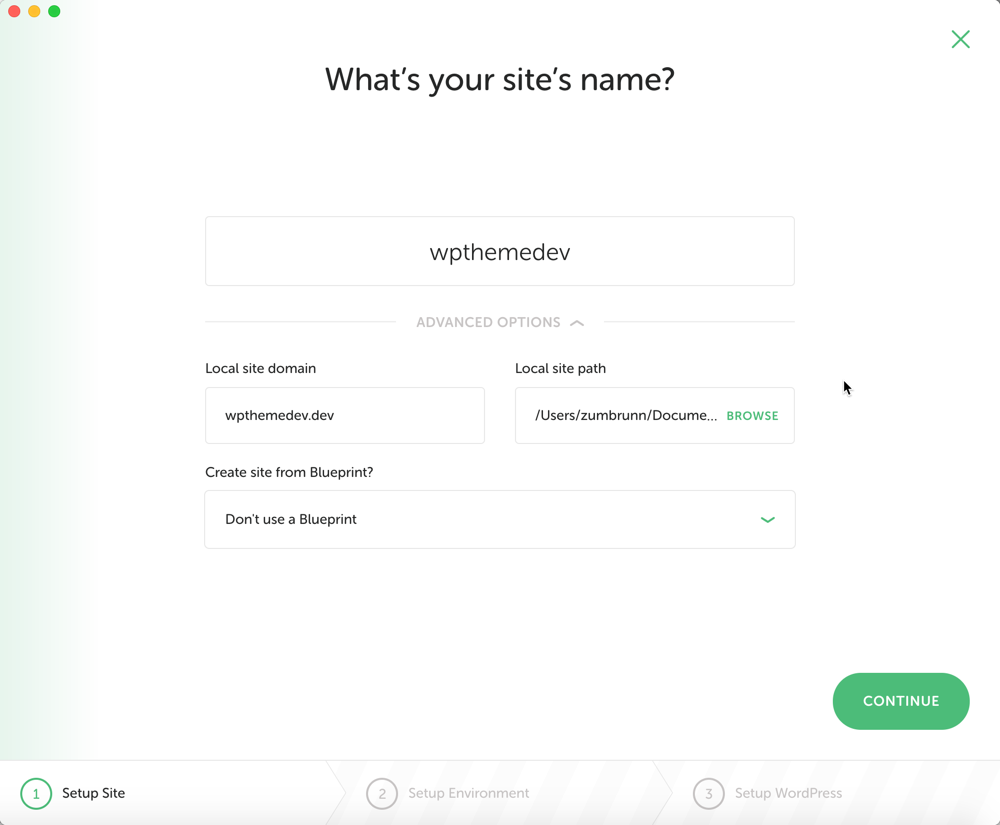 What’s your site’s name?
wpthemedev
ADVANCED OPTIONS
Local site domain
Local site path
wpthemedev.dev
/Users/zumbrunn/Docume... BROWSE
Create site from Blueprint?
Don't use a Blueprint
CONTINUE
1 Setup Site
2 Setup Environment
3 Setup WordPress